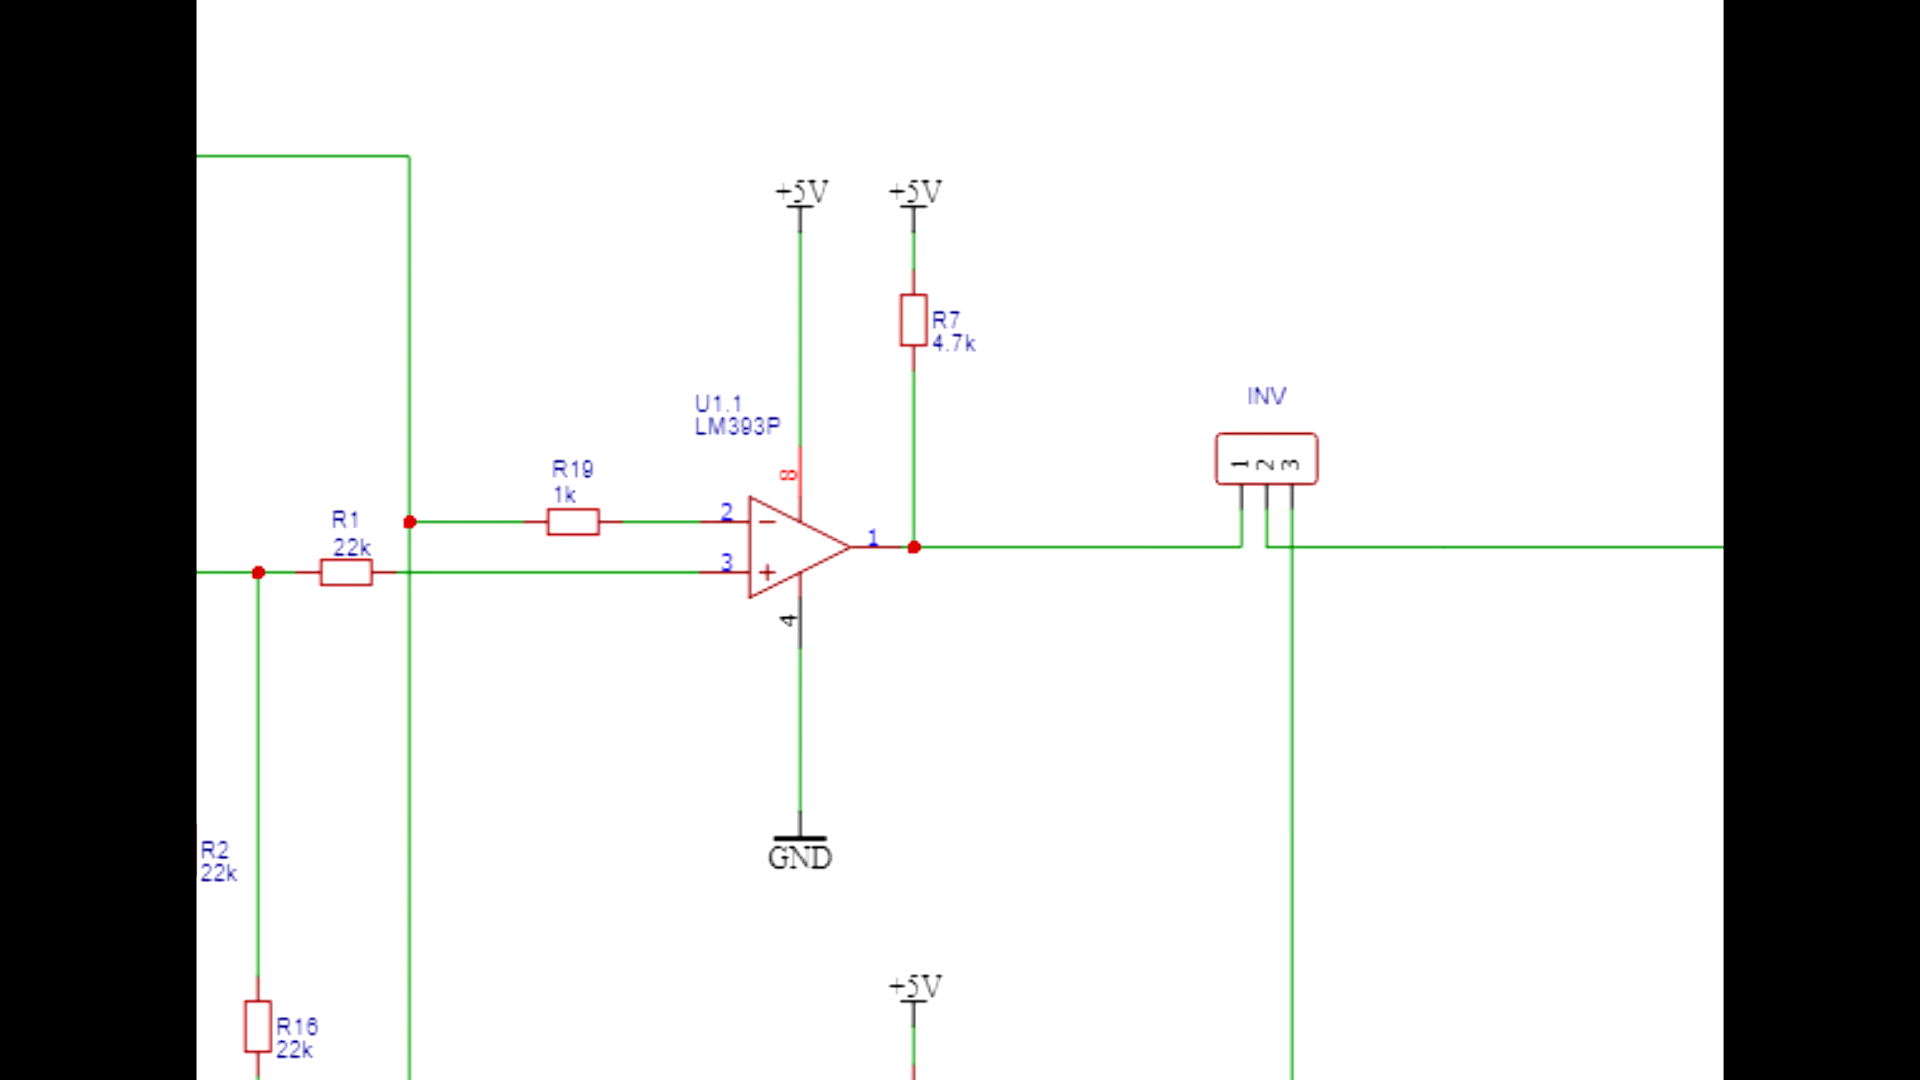 +5V
+5V
R7
4.7k
INV
U1.1
LM393P
1
2
3
8
R19
1k
2
1
R1
22k
3
+
4
R2
22k
GND
+5V
R16
22k